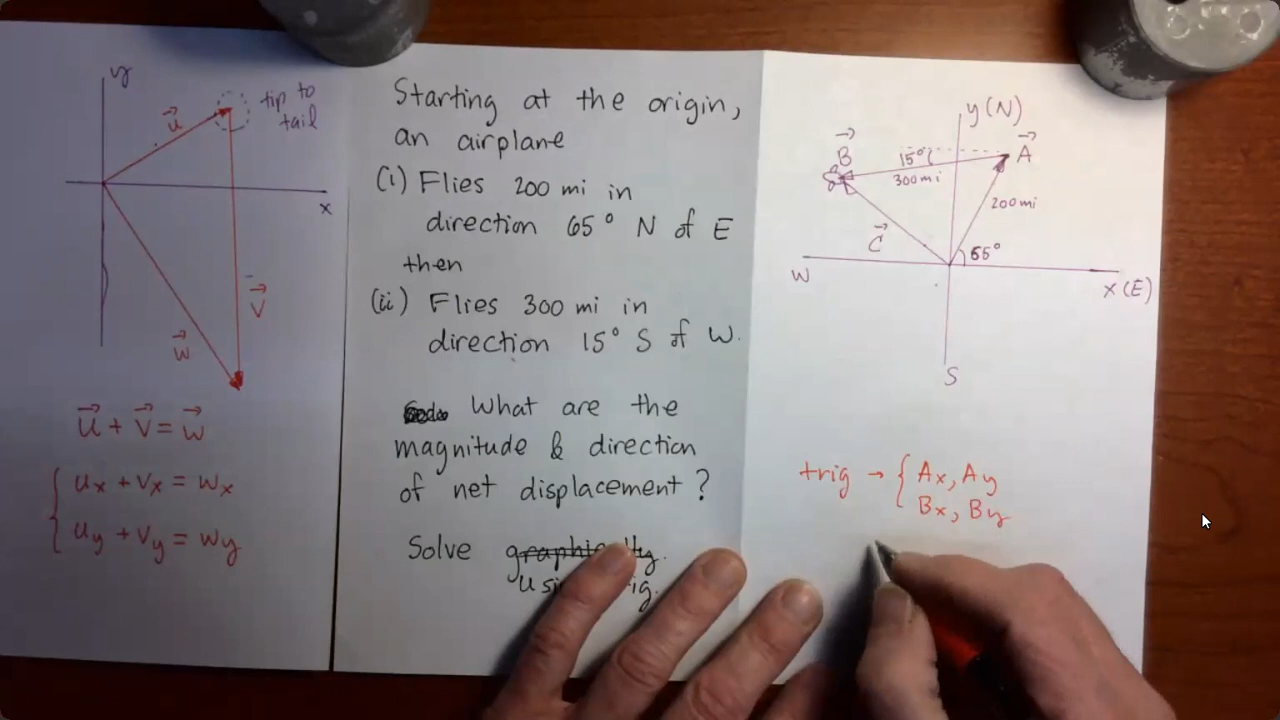 y
u⃗
tip to
tail
x
v⃗
w⃗
u⃗ + v⃗ = w⃗
ux + vx = wx
uy + vy = wy
Starting at the origin,
an airplane
(i) Flies 200 mi in
direction 65° N of E
then
(ii) Flies 300 mi in
direction 15° S of W.
What are the
magnitude & direction
of net displacement?
Solve graphically.
y (N)
B⃗
15°
A⃗
300 mi
200 mi
C⃗
65°
W
x (E)
S
trig → { Ax, Ay
Bx, By